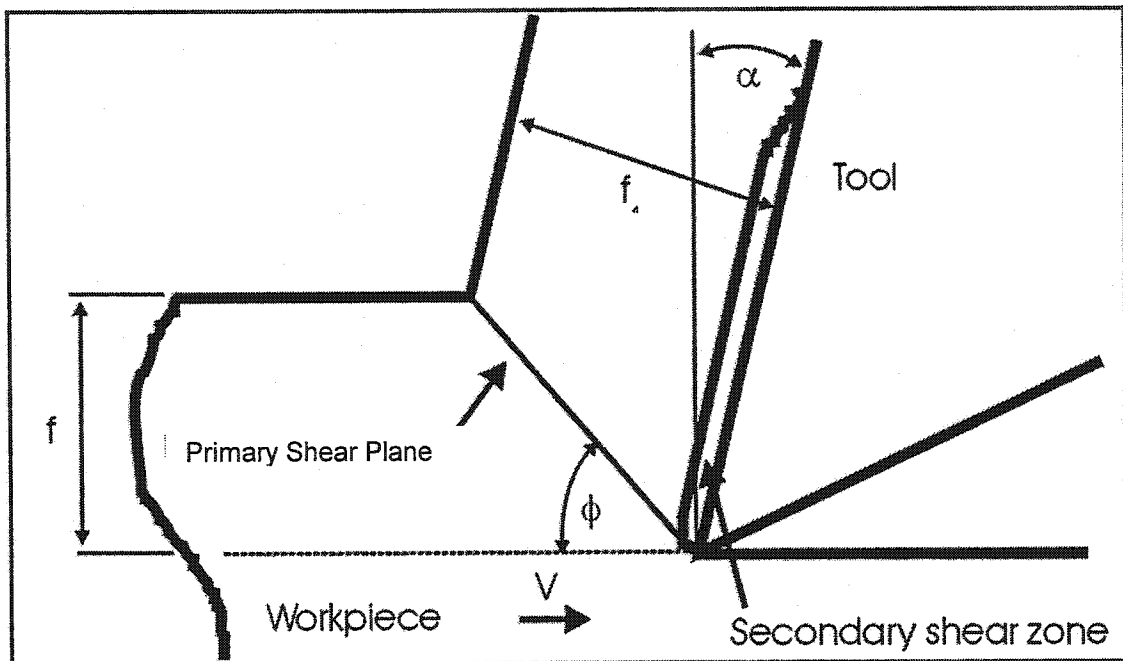 α
Tool
f
f
Primary Shear Plane
ϕ
V
Workpiece
Secondary shear zone